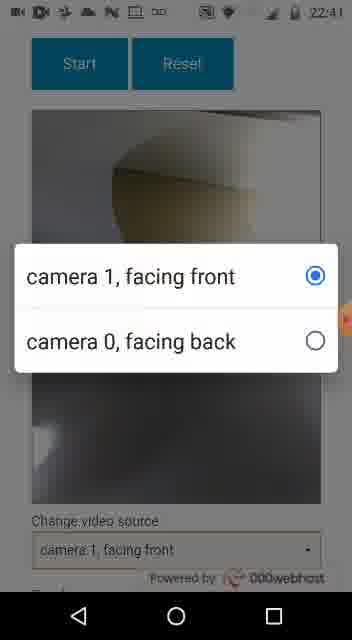 22:41
Start Reset
camera 1, facing front
camera 0, facing back
Change video source
camera 1, facing front
Powered by 000webhost